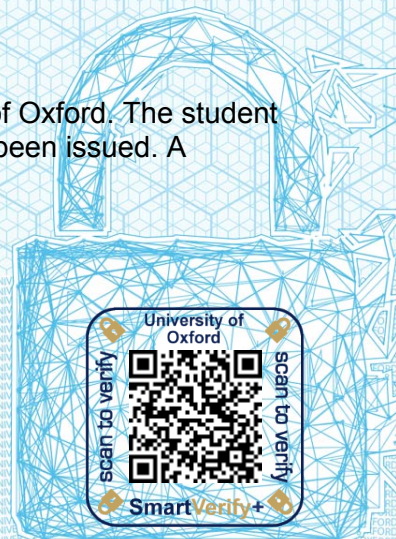 of Oxford. The student
been issued. A
University of
Oxford
scan to verify
scan to verify
SmartVerify+